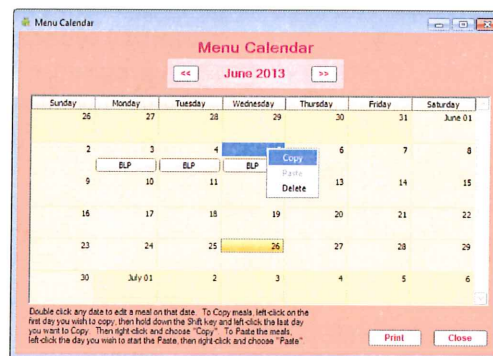 Menu Calendar
Menu Calendar
<< June 2013 >>
Sunday Monday Tuesday Wednesday Thursday Friday Saturday
26 27 28 29 30 31 June 01
2 3 4 6 7 8
BLP BLP BLP
Copy
Paste
Delete
9 10 11 13 14 15
16 17 18 19 20 21 22
23 24 25 26 27 28 29
30 July 01 2 3 4 5 6
Double click any date to edit a meal on that date. To Copy meals, left-click on the
first day you wish to copy, then hold down the Shift key and left-click the last day
you want to Copy. Then right-click and choose "Copy". To Paste the meals,
left-click the day you wish to start the Paste, then right-click and choose "Paste".
Print Close